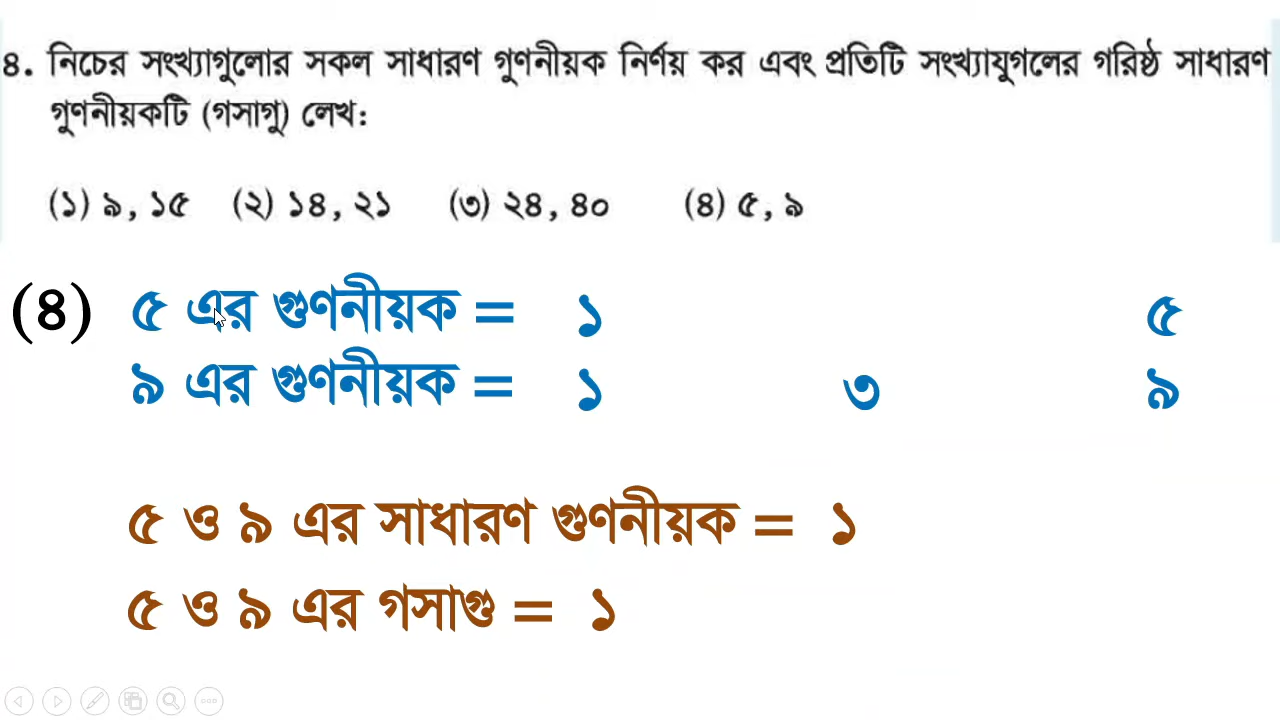 ৪. নিচের সংখ্যাগুলোর সকল সাধারণ গুণনীয়ক নির্ণয় কর এবং প্রতিটি সংখ্যাযুগলের গরিষ্ঠ সাধারণ
গুণনীয়কটি (গসাগু) লেখ:
(১) ৯, ১৫ (২) ১৪, ২১ (৩) ২৪, ৪০ (৪) ৫, ৯
(৪) ৫ এর গুণনীয়ক = ১ ৫
৯ এর গুণনীয়ক = ১ ৩ ৯
৫ ও ৯ এর সাধারণ গুণনীয়ক = ১
৫ ও ৯ এর গসাগু = ১